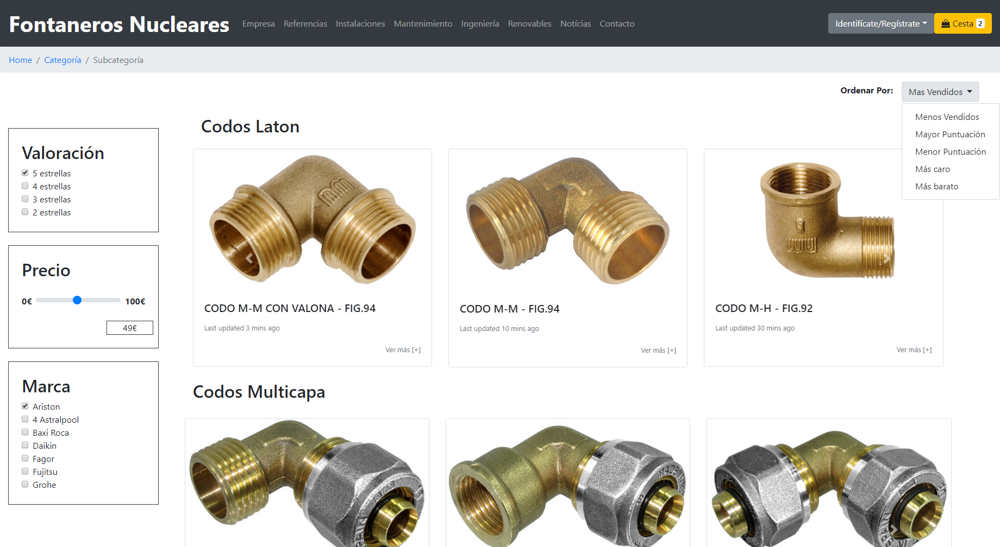 Fontaneros Nucleares Empresa Referencias Instalaciones Mantenimiento Ingeniería Renovables Notícias Contacto Identifícate/Regístrate Cesta 2
Home / Categoría / Subcategoría
Ordenar Por: Mas Vendidos
Menos Vendidos
Mayor Puntuación
Menor Puntuación
Más caro
Más barato
Valoración
5 estrellas
4 estrellas
3 estrellas
2 estrellas
Precio
0€ 100€
49€
Marca
Ariston
4 Astralpool
Baxi Roca
Daikin
Fagor
Fujitsu
Grohe
Codos Laton
CODO M-M CON VALONA - FIG.94
Last updated 3 mins ago
Ver más [+]
CODO M-M - FIG.94
Last updated 10 mins ago
Ver más [+]
CODO M-H - FIG.92
Last updated 30 mins ago
Ver más [+]
Codos Multicapa